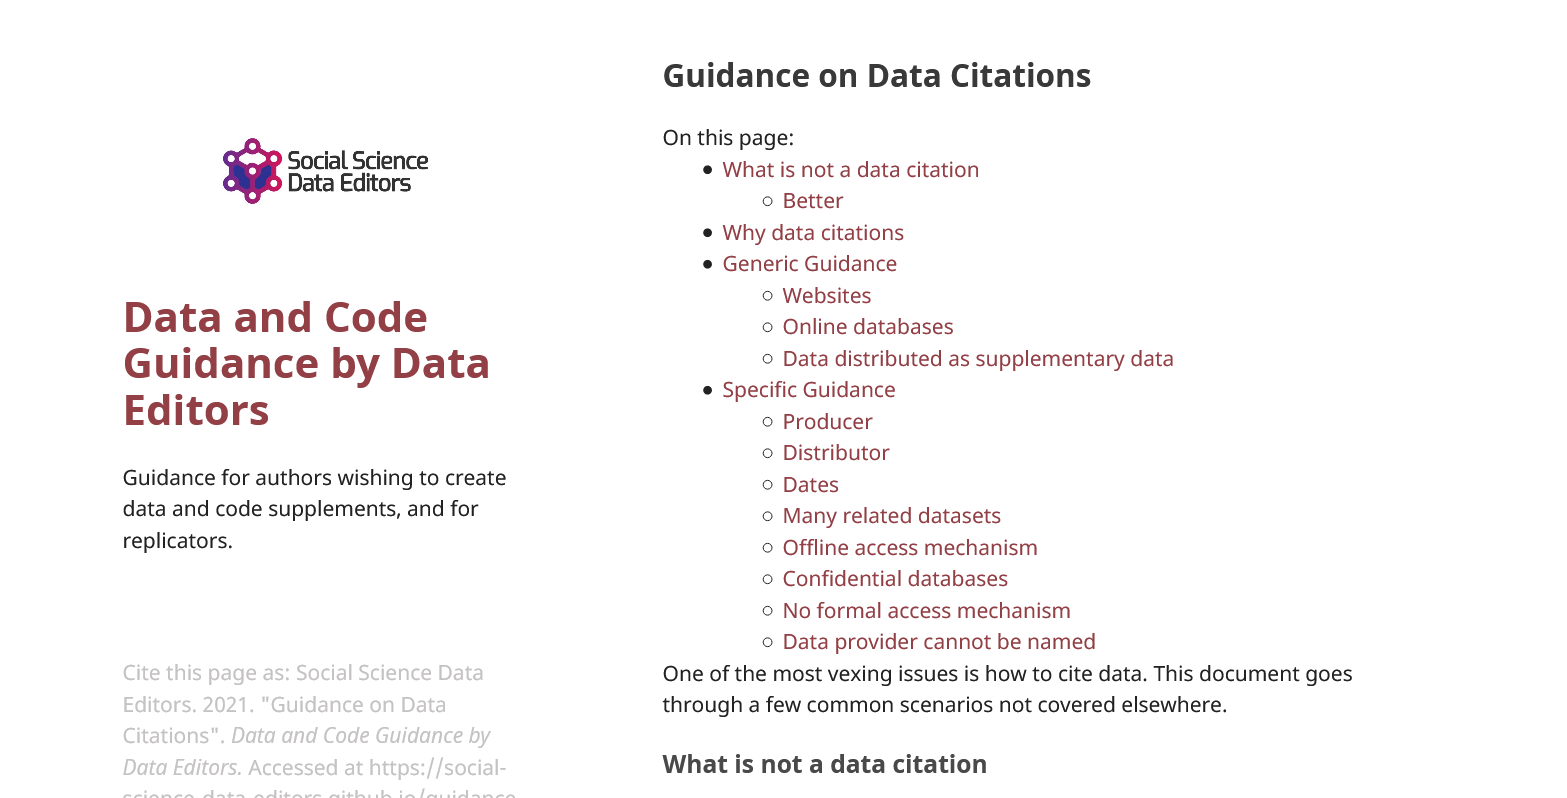 Social Science
Data Editors
Data and Code
Guidance by Data
Editors
Guidance for authors wishing to create
data and code supplements, and for
replicators.
Cite this page as: Social Science Data
Editors. 2021. "Guidance on Data
Citations". Data and Code Guidance by
Data Editors. Accessed at https://social-
science-data-editors.github.io/guidance
Guidance on Data Citations
On this page:
What is not a data citation
Better
Why data citations
Generic Guidance
Websites
Online databases
Data distributed as supplementary data
Specific Guidance
Producer
Distributor
Dates
Many related datasets
Offline access mechanism
Confidential databases
No formal access mechanism
Data provider cannot be named
One of the most vexing issues is how to cite data. This document goes
through a few common scenarios not covered elsewhere.
What is not a data citation